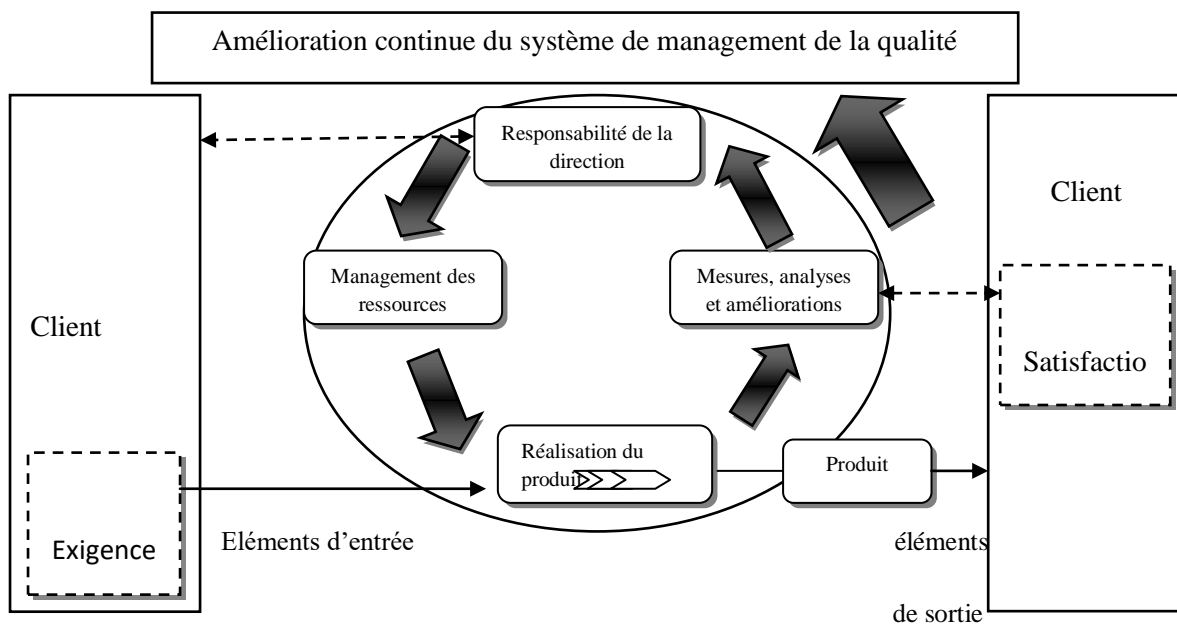 Amélioration continue du système de management de la qualité
Responsabilité de la
direction
Client
Management des
ressources
Mesures, analyses
et améliorations
Client
Satisfactio
Réalisation du
produit
Produit
Exigence
Eléments d’entrée
éléments
de sortie